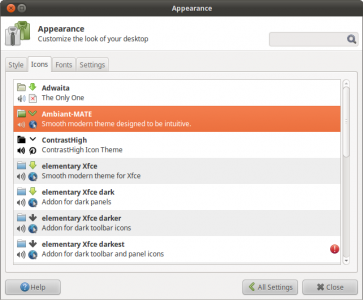 Appearance
Appearance
Customize the look of your desktop
Style Icons Fonts Settings
Adwaita
The Only One
Ambiant-MATE
Smooth modern theme designed to be intuitive.
ContrastHigh
ContrastHigh Icon Theme
elementary Xfce
Smooth modern theme for Xfce
elementary Xfce dark
Addon for dark panels
elementary Xfce darker
Addon for dark toolbar icons
elementary Xfce darkest
Addon for dark toolbar and panel icons
Help All Settings Close